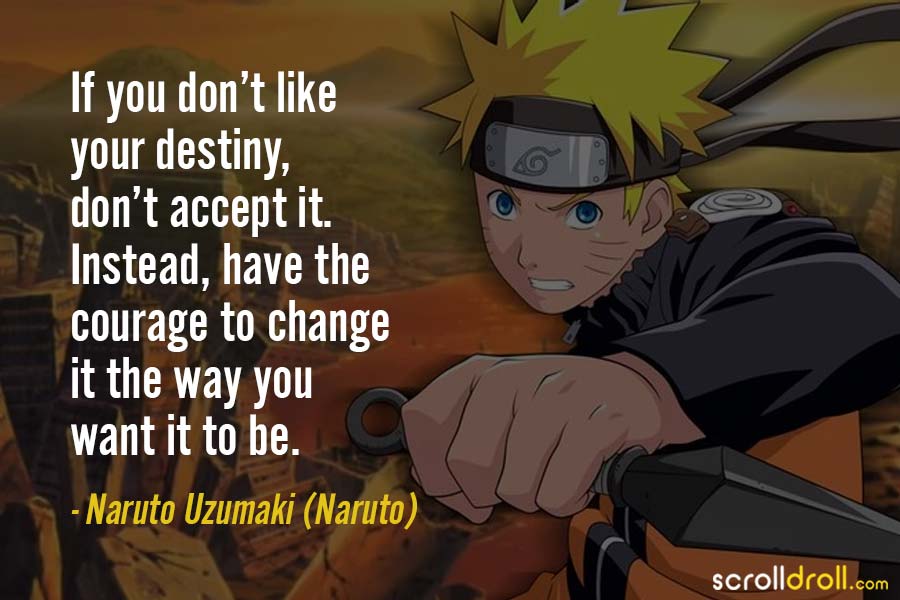 If you don’t like
your destiny,
don’t accept it.
Instead, have the
courage to change
it the way you
want it to be.
- Naruto Uzumaki (Naruto)
scrolldroll.com